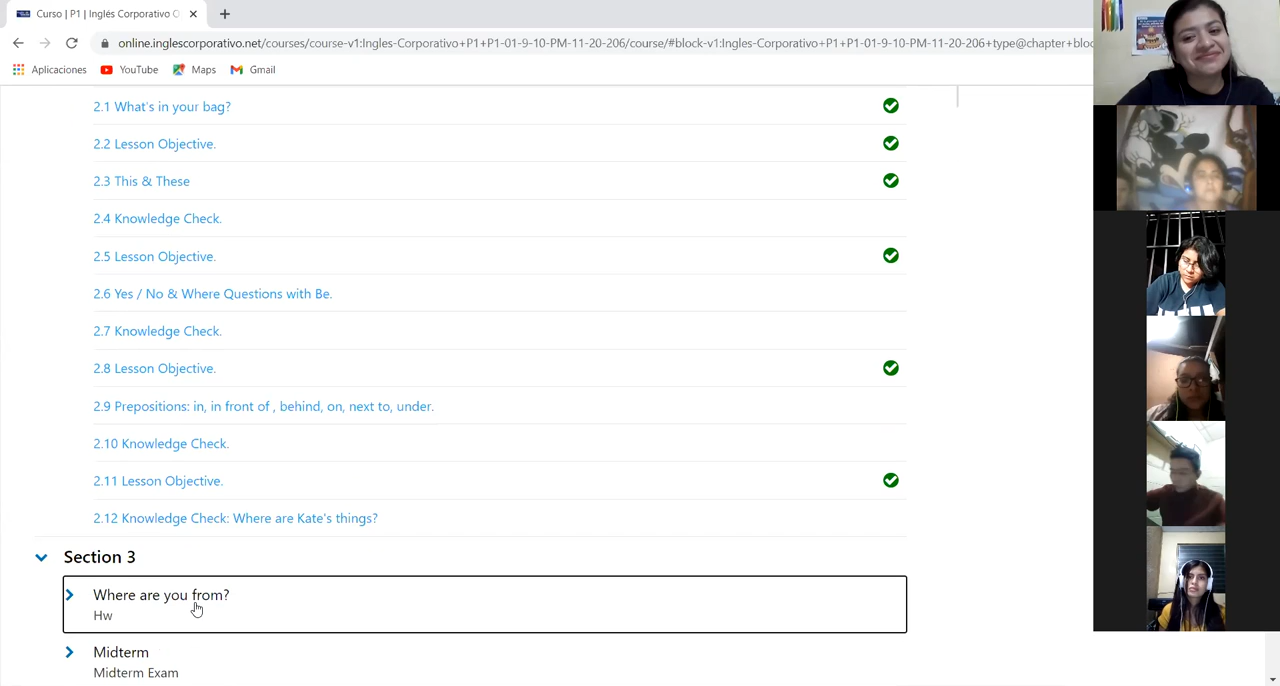 Curso | P1 | Inglés Corporativo O
online.inglescorporativo.net/courses/course-v1:Ingles-Corporativo+P1+P1-01-9-10-PM-11-20-206/course/#block-v1:Ingles-Corporativo+P1+P1-01-9-10-PM-11-20-206+type@chapter+bloc
Aplicaciones YouTube Maps Gmail
2.1 What's in your bag?
2.2 Lesson Objective.
2.3 This & These
2.4 Knowledge Check.
2.5 Lesson Objective.
2.6 Yes / No & Where Questions with Be.
2.7 Knowledge Check.
2.8 Lesson Objective.
2.9 Prepositions: in, in front of , behind, on, next to, under.
2.10 Knowledge Check.
2.11 Lesson Objective.
2.12 Knowledge Check: Where are Kate's things?
Section 3
Where are you from?
Hw
Midterm
Midterm Exam